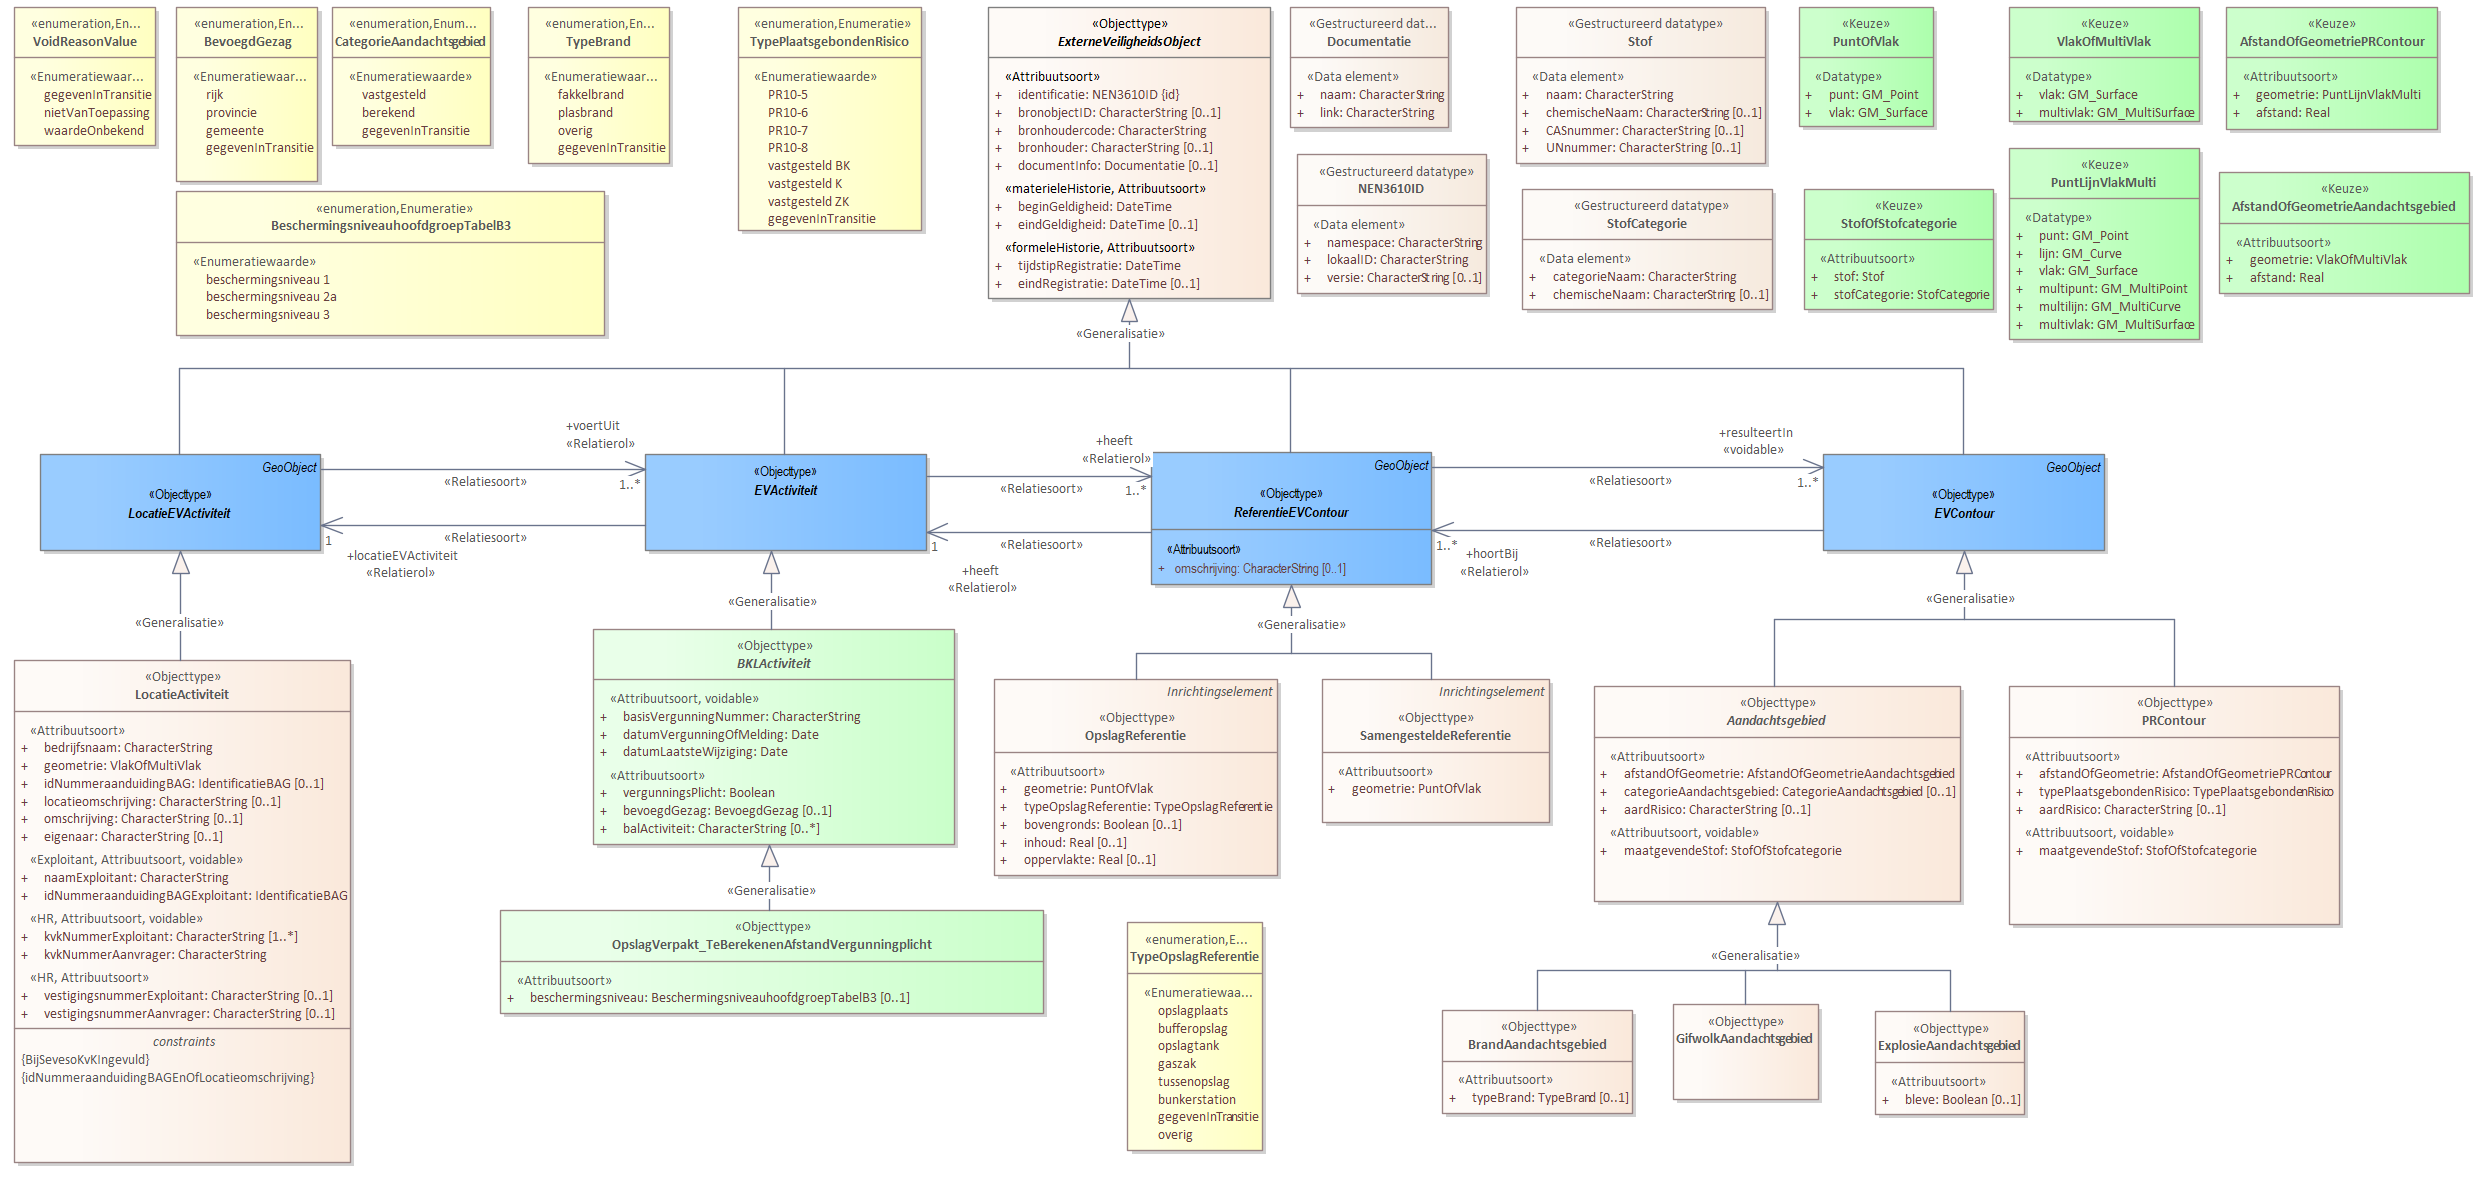 «enumeration,En...
VoidReasonValue
«Enumeratiewaar...
gegevenInTransitie
nietVanToepassing
waardeOnbekend
«enumeration,En...
BevoegdGezag
«Enumeratiewaar...
rijk
provincie
gemeente
gegevenInTransitie
«enumeration,Enum...
CategorieAandachtsgebied
«Enumeratiewaarde»
vastgesteld
berekend
gegevenInTransitie
«enumeration,En...
TypeBrand
«Enumeratiewaar...
fakkelbrand
plasbrand
overig
gegevenInTransitie
«enumeration,Enumeratie»
TypePlaatsgebondenRisico
«Enumeratiewaarde»
PR10-5
PR10-6
PR10-7
PR10-8
vastgesteld BK
vastgesteld K
vastgesteld ZK
gegevenInTransitie
«enumeration,Enumeratie»
BeschermingsniveauhoofdgroepTabelB3
«Enumeratiewaarde»
beschermingsniveau 1
beschermingsniveau 2a
beschermingsniveau 3
«Objecttype»
ExterneVeiligheidsObject
«Attribuutsoort»
+ identificatie: NEN3610ID {id}
+ bronobjectID: CharacterString [0..1]
+ bronhoudercode: CharacterString
+ bronhouder: CharacterString [0..1]
+ documentInfo: Documentatie [0..1]
«materieleHistorie, Attribuutsoort»
+ beginGeldigheid: DateTime
+ eindGeldigheid: DateTime [0..1]
«formeleHistorie, Attribuutsoort»
+ tijdstipRegistratie: DateTime
+ eindRegistratie: DateTime [0..1]
«Gestructureerd dat...
Documentatie
«Data element»
+ naam: CharacterString
+ link: CharacterString
«Gestructureerd datatype»
NEN3610ID
«Data element»
+ namespace: CharacterString
+ lokaalID: CharacterString
+ versie: CharacterString [0..1]
«Gestructureerd datatype»
Stof
«Data element»
+ naam: CharacterString
+ chemischeNaam: CharacterString [0..1]
+ CASnummer: CharacterString [0..1]
+ UNnummer: CharacterString [0..1]
«Gestructureerd datatype»
StofCategorie
«Data element»
+ categorieNaam: CharacterString
+ chemischeNaam: CharacterString [0..1]
«Keuze»
PuntOfVlak
«Datatype»
+ punt: GM_Point
+ vlak: GM_Surface
«Keuze»
StofOfStofcategorie
«Attribuutsoort»
+ stof: Stof
+ stofCategorie: StofCategorie
«Keuze»
VlakOfMultiVlak
«Datatype»
+ vlak: GM_Surface
+ multivlak: GM_MultiSurface
«Keuze»
PuntLijnVlakMulti
«Datatype»
+ punt: GM_Point
+ lijn: GM_Curve
+ vlak: GM_Surface
+ multipunt: GM_MultiPoint
+ multilijn: GM_MultiCurve
+ multivlak: GM_MultiSurface
«Keuze»
AfstandOfGeometriePRContour
«Attribuutsoort»
+ geometrie: PuntLijnVlakMulti
+ afstand: Real
«Keuze»
AfstandOfGeometrieAandachtsgebied
«Attribuutsoort»
+ geometrie: VlakOfMultiVlak
+ afstand: Real
«Generalisatie»
GeoObject
«Objecttype»
LocatieEVActiviteit
+voertUit
«Relatierol»
«Relatiesoort»
1..*
«Relatiesoort»
1
+locatieEVActiviteit
«Relatierol»
«Objecttype»
EVActiviteit
+heeft
«Relatierol»
«Relatiesoort»
1..*
«Relatiesoort»
1
+heeft
«Relatierol»
GeoObject
«Objecttype»
ReferentieEVContour
«Attribuutsoort»
+ omschrijving: CharacterString [0..1]
+resulteertIn
«voidable»
«Relatiesoort»
1..*
«Relatiesoort»
1..*
+hoortBij
«Relatierol»
GeoObject
«Objecttype»
EVContour
«Generalisatie»
«Generalisatie»
«Generalisatie»
«Generalisatie»
«Objecttype»
LocatieActiviteit
«Attribuutsoort»
+ bedrijfsnaam: CharacterString
+ geometrie: VlakOfMultiVlak
+ idNummeraanduidingBAG: IdentificatieBAG [0..1]
+ locatieomschrijving: CharacterString [0..1]
+ omschrijving: CharacterString [0..1]
+ eigenaar: CharacterString [0..1]
«Exploitant, Attribuutsoort, voidable»
+ naamExploitant: CharacterString
+ idNummeraanduidingBAGExploitant: IdentificatieBAG
«HR, Attribuutsoort, voidable»
+ kvkNummerExploitant: CharacterString [1..*]
+ kvkNummerAanvrager: CharacterString
«HR, Attribuutsoort»
+ vestigingsnummerExploitant: CharacterString [0..1]
+ vestigingsnummerAanvrager: CharacterString [0..1]
constraints
{BijSevesoKvKIngevuld}
{idNummeraanduidingBAGEnOfLocatieomschrijving}
«Objecttype»
BKLActiviteit
«Attribuutsoort, voidable»
+ basisVergunningNummer: CharacterString
+ datumVergunningOfMelding: Date
+ datumLaatsteWijziging: Date
«Attribuutsoort»
+ vergunningsPlicht: Boolean
+ bevoegdGezag: BevoegdGezag [0..1]
+ balActiviteit: CharacterString [0..*]
«Generalisatie»
«Objecttype»
OpslagVerpakt_TeBerekenenAfstandVergunningplicht
«Attribuutsoort»
+ beschermingsniveau: BeschermingsniveauhoofdgroepTabelB3 [0..1]
Inrichtingselement
«Objecttype»
OpslagReferentie
«Attribuutsoort»
+ geometrie: PuntOfVlak
+ typeOpslagReferentie: TypeOpslagReferentie
+ bovengronds: Boolean [0..1]
+ inhoud: Real [0..1]
+ oppervlakte: Real [0..1]
Inrichtingselement
«Objecttype»
SamengesteldeReferentie
«Attribuutsoort»
+ geometrie: PuntOfVlak
«enumeration,E...
TypeOpslagReferentie
«Enumeratiewaa...
opslagplaats
bufferopslag
opslagtank
gaszak
tussenopslag
bunkerstation
gegevenInTransitie
overig
«Objecttype»
Aandachtsgebied
«Attribuutsoort»
+ afstandOfGeometrie: AfstandOfGeometrieAandachtsgebied
+ categorieAandachtsgebied: CategorieAandachtsgebied [0..1]
+ aardRisico: CharacterString [0..1]
«Attribuutsoort, voidable»
+ maatgevendeStof: StofOfStofcategorie
«Objecttype»
PRContour
«Attribuutsoort»
+ afstandOfGeometrie: AfstandOfGeometriePRContour
+ typePlaatsgebondenRisico: TypePlaatsgebondenRisico
+ aardRisico: CharacterString [0..1]
«Attribuutsoort, voidable»
+ maatgevendeStof: StofOfStofcategorie
«Generalisatie»
«Objecttype»
BrandAandachtsgebied
«Attribuutsoort»
+ typeBrand: TypeBrand [0..1]
«Objecttype»
GifwolkAandachtsgebied
«Objecttype»
ExplosieAandachtsgebied
«Attribuutsoort»
+ bleve: Boolean [0..1]